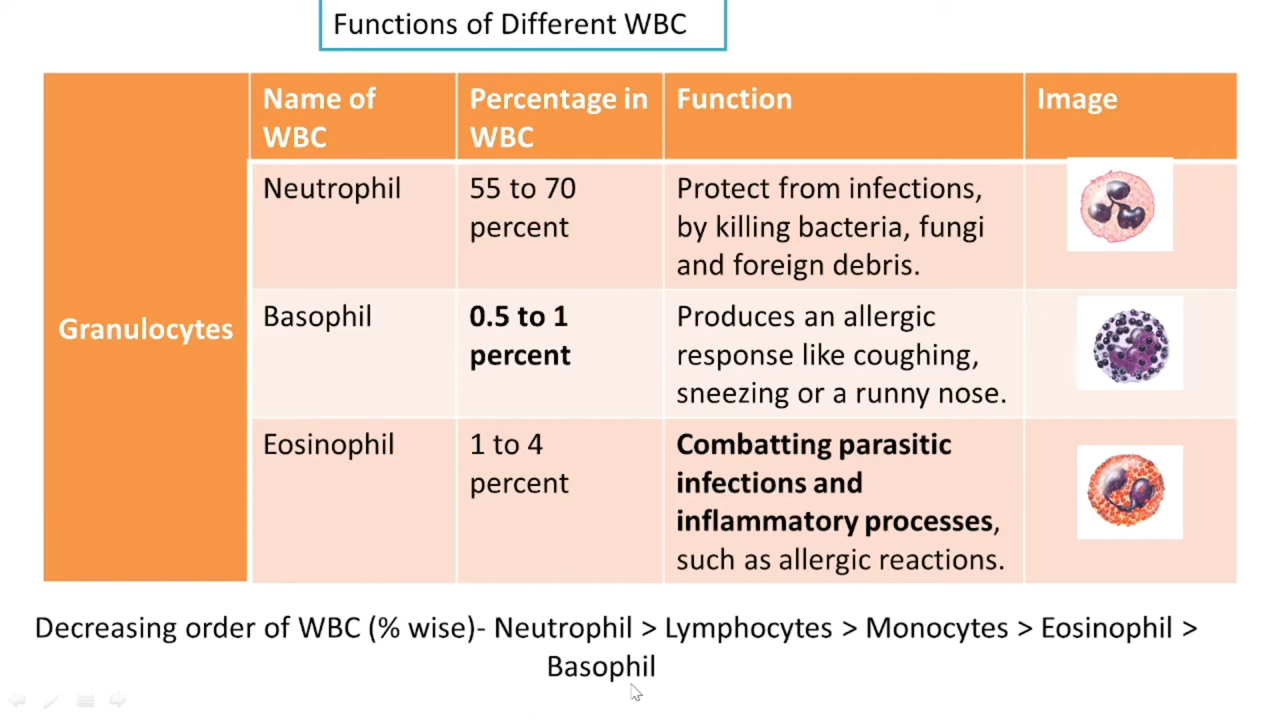 Functions of Different WBC
Name of
WBC
Percentage in
WBC
Function
Image
Granulocytes
Neutrophil
55 to 70
percent
Protect from infections,
by killing bacteria, fungi
and foreign debris.
Basophil
0.5 to 1
percent
Produces an allergic
response like coughing,
sneezing or a runny nose.
Eosinophil
1 to 4
percent
Combatting parasitic
infections and
inflammatory processes,
such as allergic reactions.
Decreasing order of WBC (% wise)- Neutrophil > Lymphocytes > Monocytes > Eosinophil >
Basophil